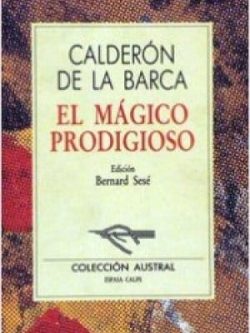 CALDERÓN
DE LA BARCA
EL MÁGICO
PRODIGIOSO
Edición
Bernard Sesé
COLECCIÓN AUSTRAL
ESPASA CALPE